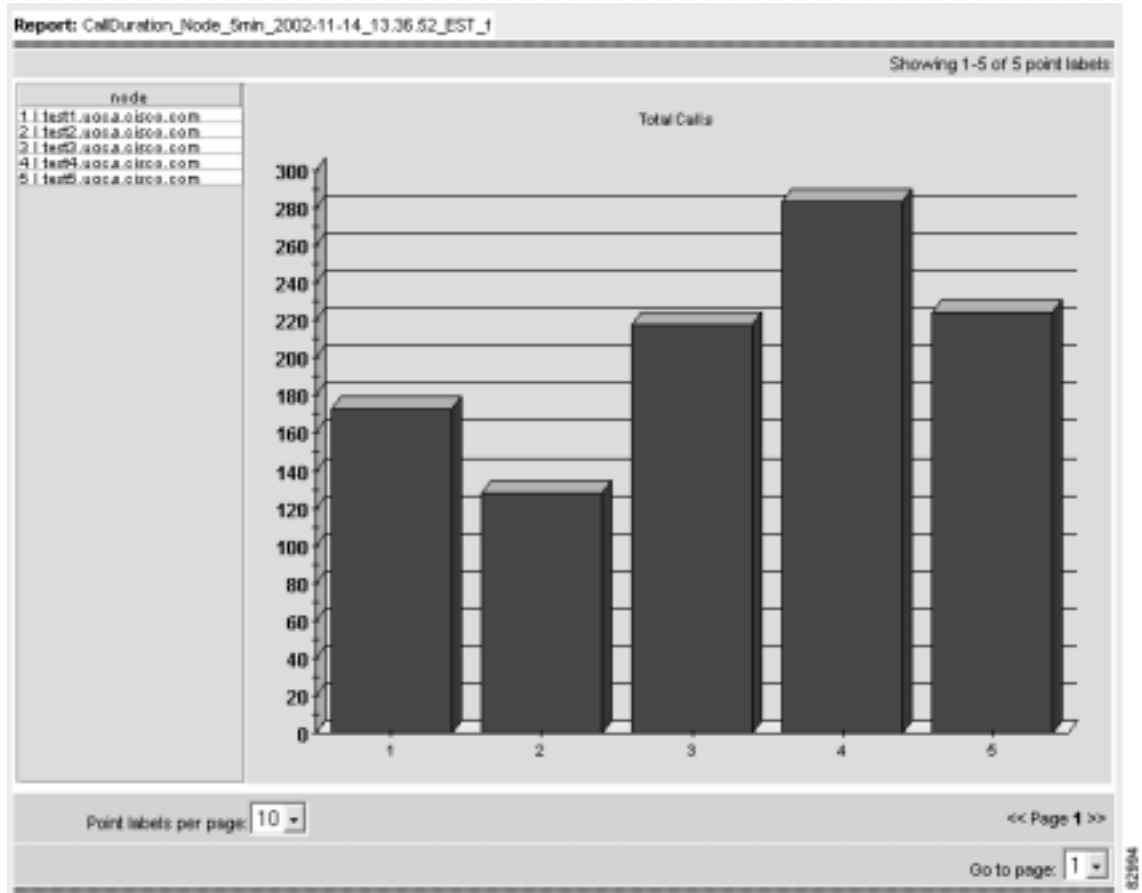 Report: CallDuration_Node_5min_2002-11-14_13.36.52_EST_1
Showing 1-5 of 5 point labels
node
1 | test1.uoca.cisco.com
2 | test2.uoca.cisco.com
3 | test3.uoca.cisco.com
4 | test4.uoca.cisco.com
5 | test5.uoca.cisco.com
Total Calls
300
280
260
240
220
200
180
160
140
120
100
80
60
40
20
0
1 2 3 4 5
Point labels per page: 10
<< Page 1 >>
Go to page: 1
82894